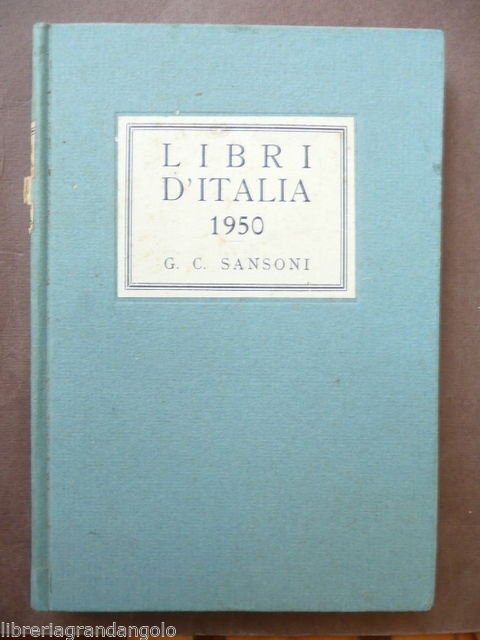 LIBRI
D'ITALIA
1950
G. C. SANSONI
libreriagrandangolo